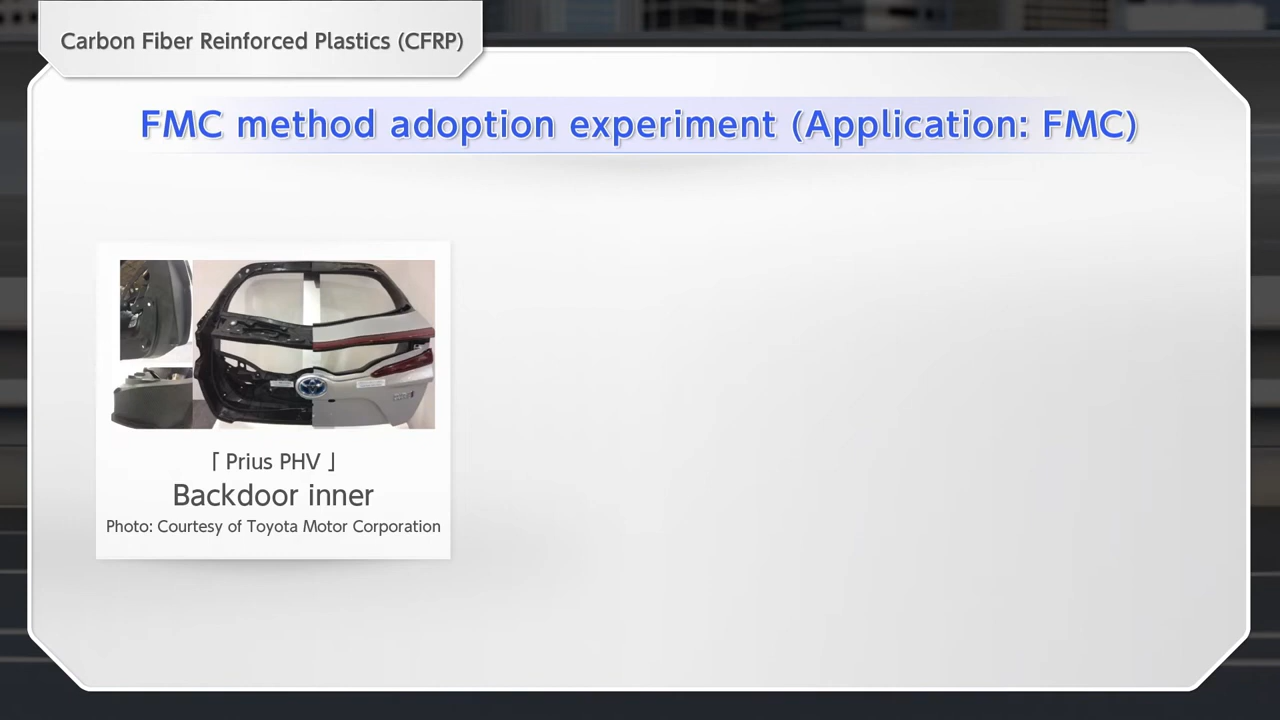 Carbon Fiber Reinforced Plastics (CFRP)
FMC method adoption experiment (Application: FMC)
「 Prius PHV 」
Backdoor inner
Photo: Courtesy of Toyota Motor Corporation